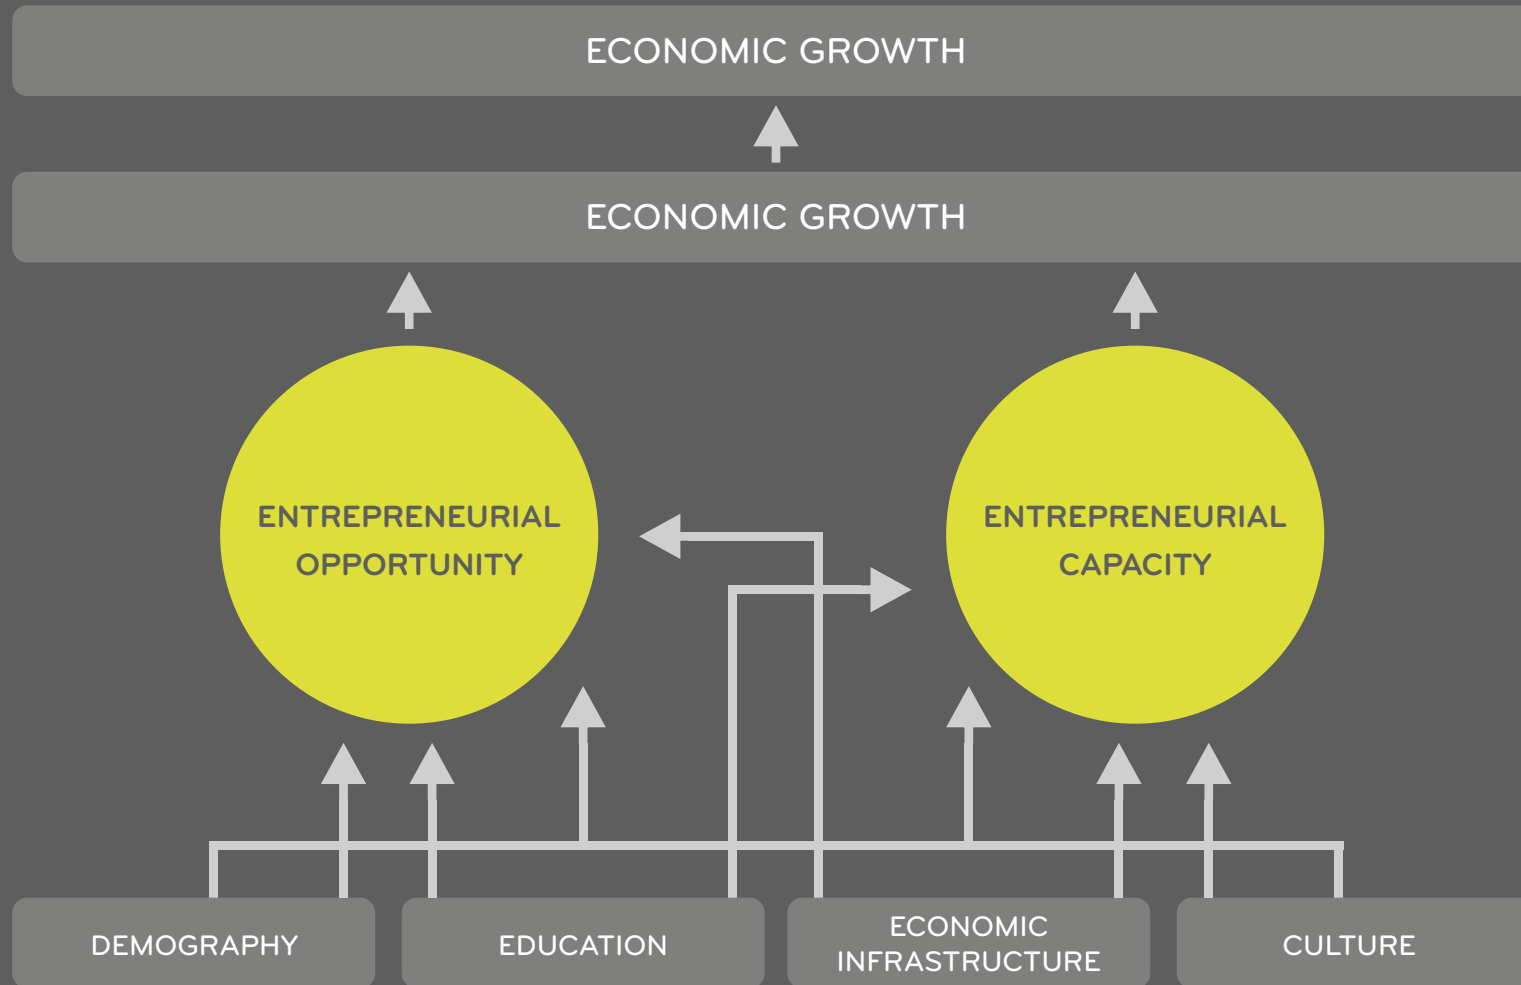 ECONOMIC GROWTH
ECONOMIC GROWTH
ENTREPRENEURIAL
OPPORTUNITY
ENTREPRENEURIAL
CAPACITY
DEMOGRAPHY
EDUCATION
ECONOMIC
INFRASTRUCTURE
CULTURE